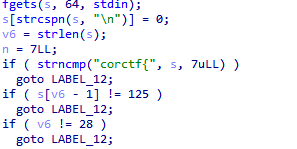 fgets(s, 64, stdin);
s[strcspn(s, "\n")] = 0;
v6 = strlen(s);
n = 7LL;
if ( strncmp("corctf{", s, 7uLL) )
goto LABEL_12;
if ( s[v6 - 1] != 125 )
goto LABEL_12;
if ( v6 != 28 )
goto LABEL_12;